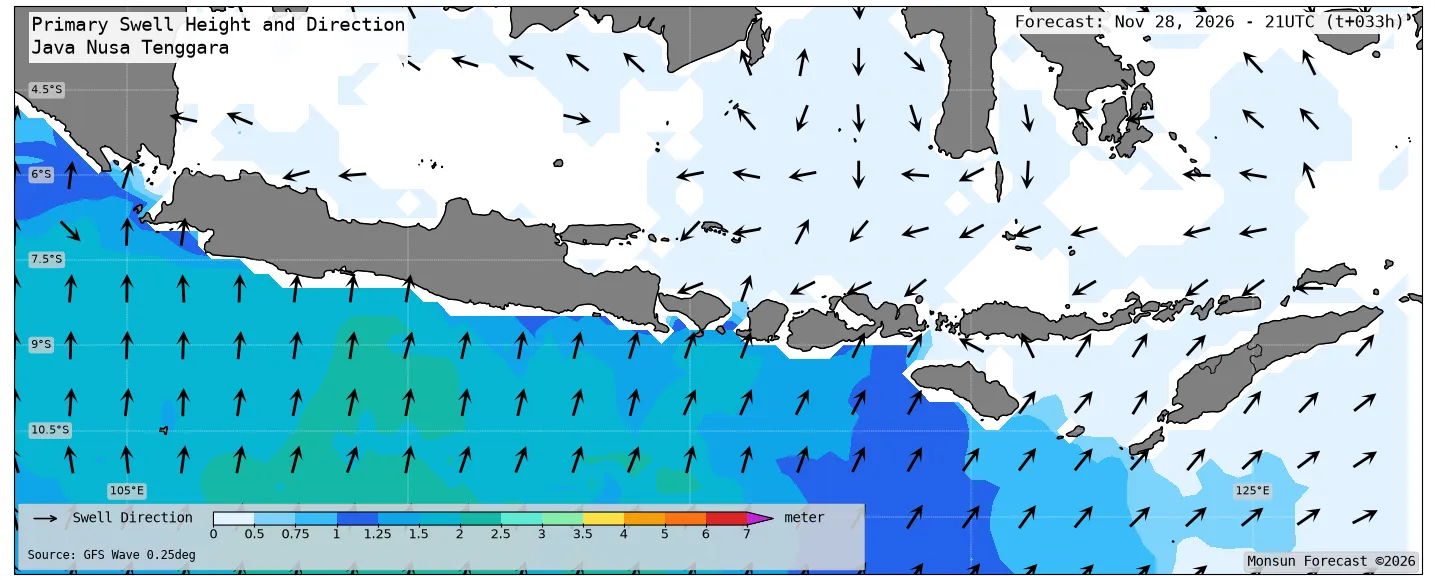 Primary Swell Height and Direction
Java Nusa Tenggara
Forecast: Nov 28, 2026 - 21UTC (t+033h)
4.5°S
6°S
7.5°S
9°S
10.5°S
105°E
125°E
Swell Direction
0 0.5 0.75 1 1.25 1.5 2 2.5 3 3.5 4 5 6 7
meter
Source: GFS Wave 0.25deg
Monsun Forecast ©2026